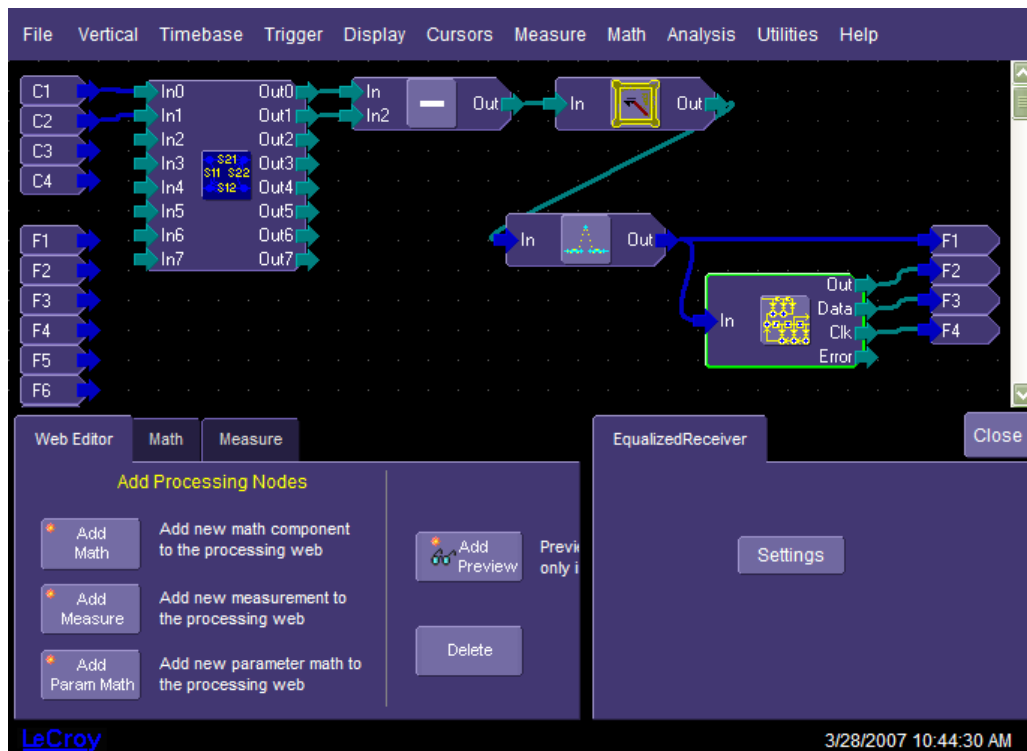 File Vertical Timebase Trigger Display Cursors Measure Math Analysis Utilities Help
C1
C2
C3
C4
F1
F2
F3
F4
F5
F6
In0 Out0
In1 Out1
In2 Out2
In3 Out3
In4 Out4
In5 Out5
In6 Out6
In7 Out7
S21
S11 S22
S12
In Out
In2
In Out
In Out
In Out
Data
Clk
Error
F1
F2
F3
F4
Web Editor Math Measure
Add Processing Nodes
Add
Math
Add new math component
to the processing web
Add
Measure
Add new measurement to
the processing web
Add
Param Math
Add new parameter math to
the processing web
Add
Preview
only i
Delete
EqualizedReceiver
Close
Settings
LeCroy
3/28/2007 10:44:30 AM